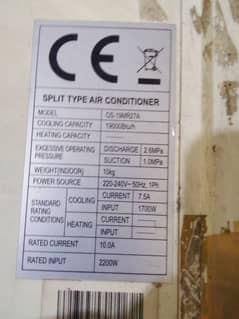 CE
SPLIT TYPE AIR CONDITIONER
MODEL OS-19MR27A
COOLING CAPACITY 19000Btu/h
HEATING CAPACITY ———
EXCESSIVE OPERATING PRESSURE DISCHARGE 2.6MPa
SUCTION 1.0MPa
WEIGHT(INDOOR) 10kg
POWER SOURCE 220-240V~ 50Hz, 1Ph
STANDARD RATING CONDITIONS COOLING CURRENT 7.5A
INPUT 1700W
HEATING CURRENT ———
INPUT ———
RATED CURRENT 10.0A
RATED INPUT 2200W